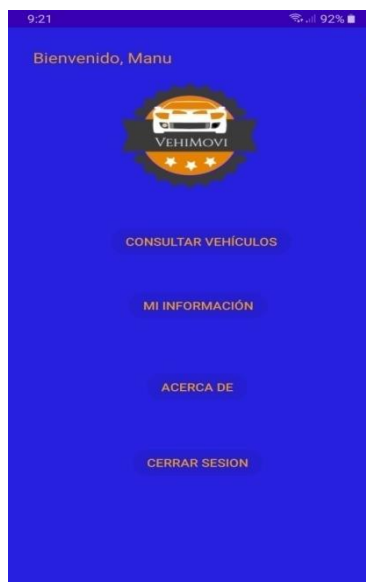 9:21 92%
Bienvenido, Manu
VEHIMOVI
CONSULTAR VEHÍCULOS
MI INFORMACIÓN
ACERCA DE
CERRAR SESION